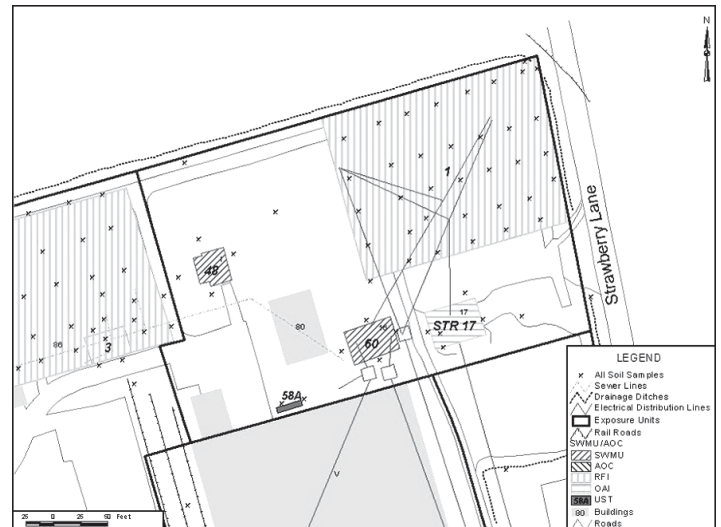 N
1
Strawberry Lane
48
86
3
80
16
60
17
STR 17
58A
V
LEGEND
All Soil Samples
Sewer Lines
Drainage Ditches
Electrical Distribution Lines
Exposure Units
Rail Roads
SWMU/AOC
SWMU
AOC
RFI
OAI
58A UST
80 Buildings
Roads
25 0 25 50 Feet